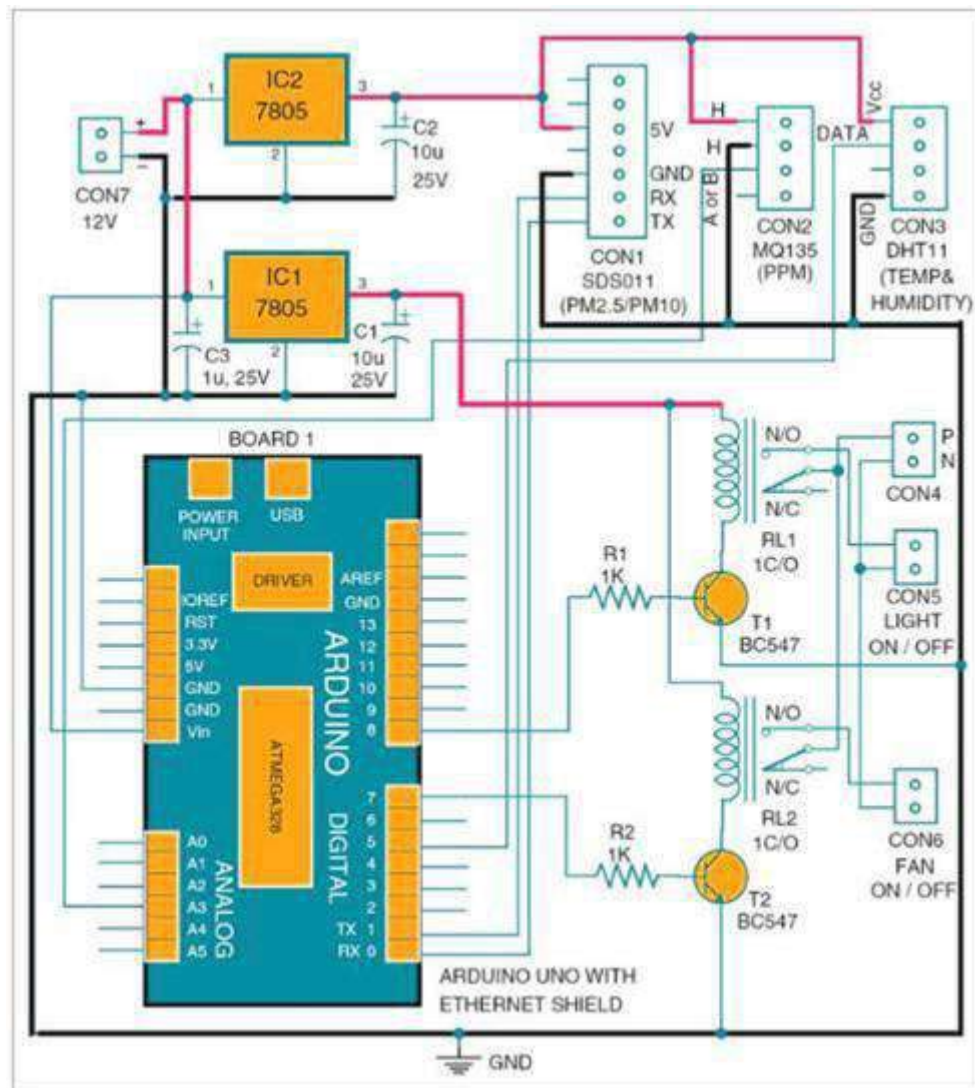 IC2
7805
1
3
2
C2
10u
25V
+
−
CON7
12V
IC1
7805
1
3
2
C3
1u, 25V
+
C1
10u
25V
+
+
5V
GND
RX
TX
CON1
SDS011
(PM2.5/PM10)
H
H
A or B
DATA
CON2
MQ135
(PPM)
Vcc
GND
CON3
DHT11
(TEMP&
HUMIDITY)
BOARD 1
POWER
INPUT
USB
DRIVER
IOREF
RST
3.3V
5V
GND
GND
Vin
AREF
GND
13
12
11
10
9
8
ARDUINO
ATMEGA328
DIGITAL
7
6
5
4
3
2
TX 1
RX 0
A0
A1
A2
A3
A4
A5
ANALOG
ARDUINO UNO WITH
ETHERNET SHIELD
R1
1K
T1
BC547
N/O
N/C
RL1
1C/O
P
N
CON4
CON5
LIGHT
ON / OFF
R2
1K
T2
BC547
N/O
N/C
RL2
1C/O
CON6
FAN
ON / OFF
GND